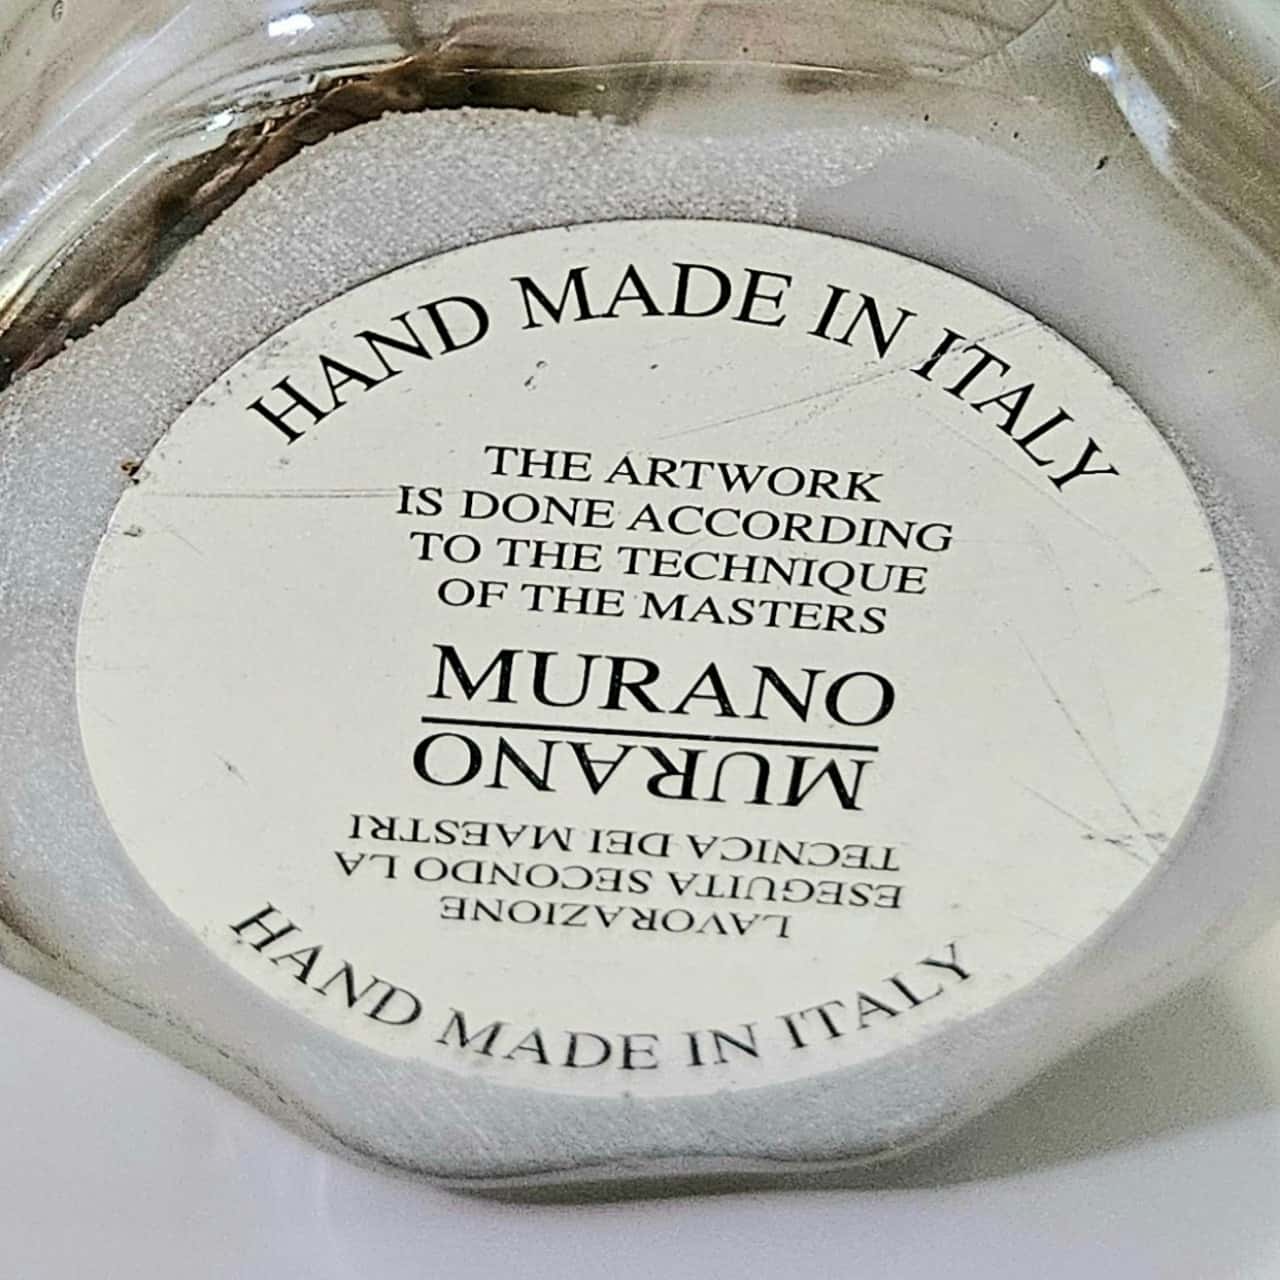 HAND MADE IN ITALY
THE ARTWORK
IS DONE ACCORDING
TO THE TECHNIQUE
OF THE MASTERS
MURANO
HAND MADE IN ITALY
LAVORAZIONE
ESEGUITA SECONDO LA
TECNICA DEI MAESTRI
MURANO